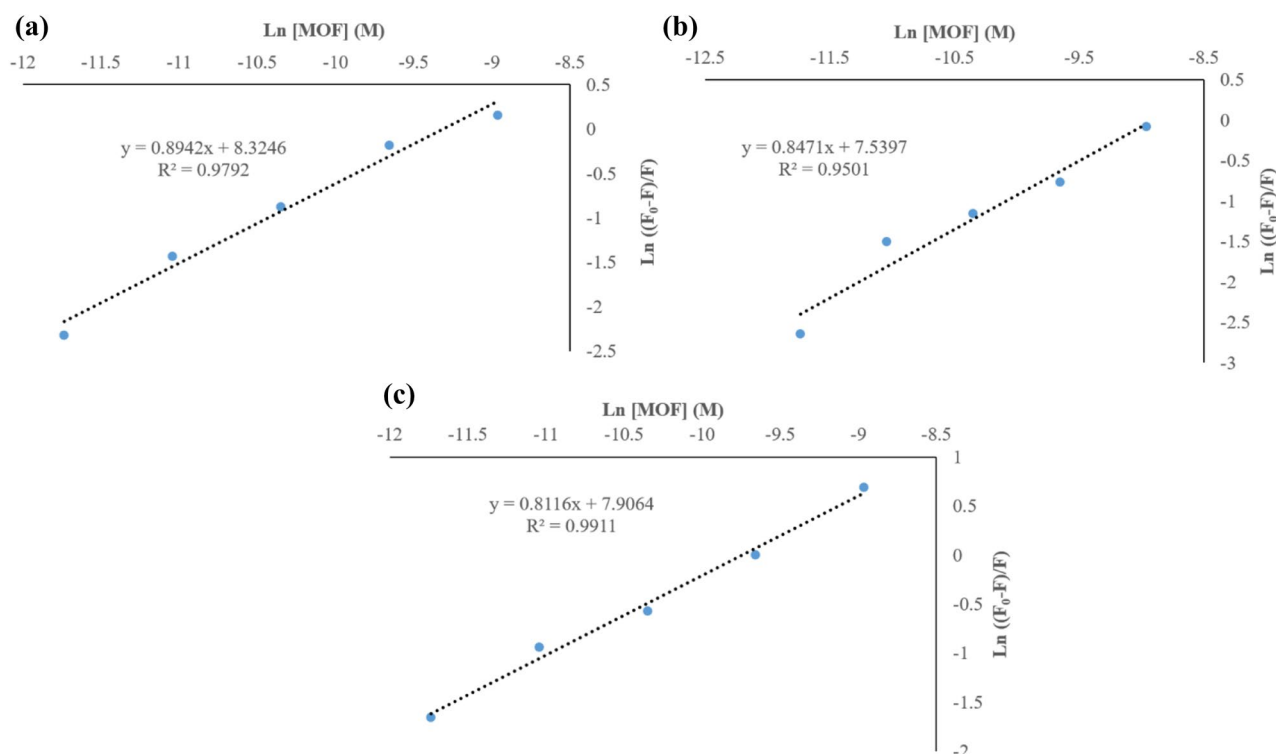 (a)
Ln [MOF] (M)
-12 -11.5 -11 -10.5 -10 -9.5 -9 -8.5
0.5
0
-0.5
-1
-1.5
-2
-2.5
Ln ((F₀-F)/F)
y = 0.8942x + 8.3246
R² = 0.9792
(b)
Ln [MOF] (M)
-12.5 -11.5 -10.5 -9.5 -8.5
0.5
0
-0.5
-1
-1.5
-2
-2.5
-3
Ln ((F₀-F)/F)
y = 0.8471x + 7.5397
R² = 0.9501
(c)
Ln [MOF] (M)
-12 -11.5 -11 -10.5 -10 -9.5 -9 -8.5
1
0.5
0
-0.5
-1
-1.5
-2
Ln ((F₀-F)/F)
y = 0.8116x + 7.9064
R² = 0.9911